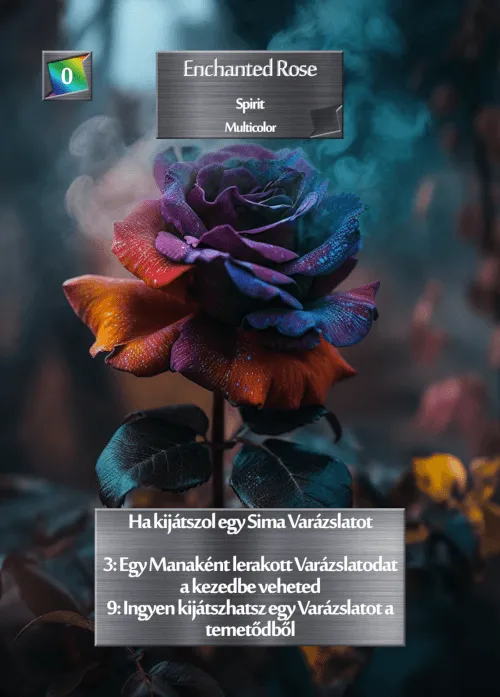 0
Enchanted Rose
Spirit
Multicolor
Ha kijátszol egy Sima Varázslatot
3: Egy Manaként lerakott Varázslatodat
a kezedbe veheted
9: Ingyen kijátszhatsz egy Varázslatot a
temetődből